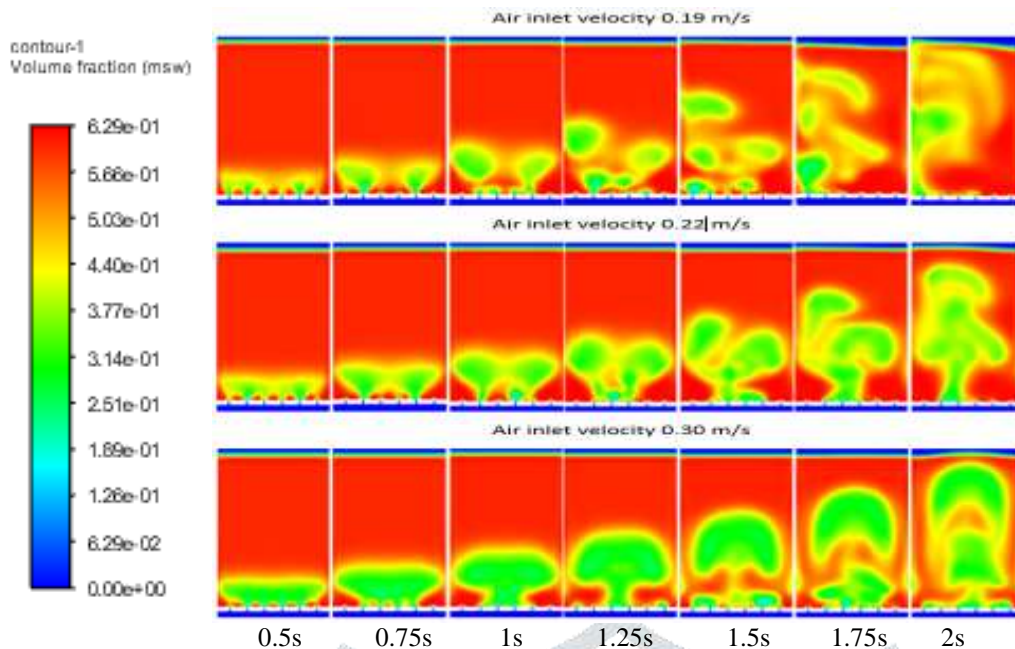 Air inlet velocity 0.19 m/s
contour-1
Volume fraction (msw)
6.29e-01
5.66e-01
5.03e-01
4.40e-01
3.77e-01
3.14e-01
2.51e-01
1.89e-01
1.26e-01
6.29e-02
0.00e+00
Air inlet velocity 0.22 m/s
Air inlet velocity 0.30 m/s
0.5s 0.75s 1s 1.25s 1.5s 1.75s 2s